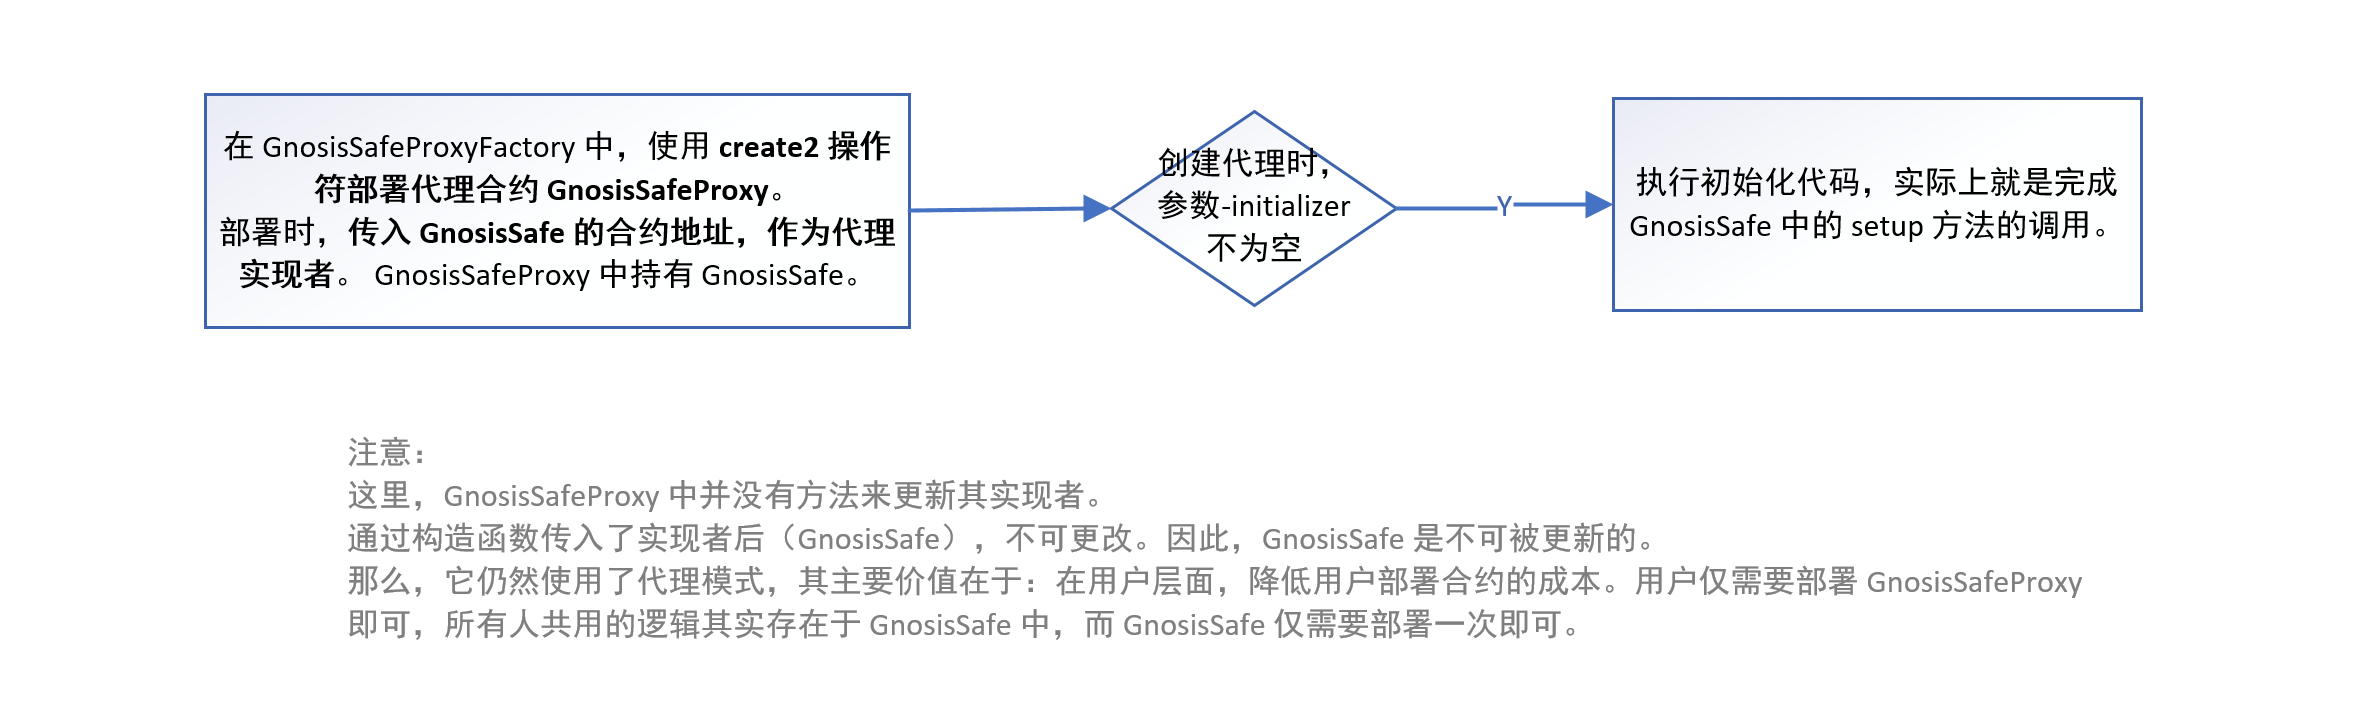 在 GnosisSafeProxyFactory 中，使用 create2 操作
符部署代理合约 GnosisSafeProxy。
部署时，传入 GnosisSafe 的合约地址，作为代理
实现者。 GnosisSafeProxy 中持有 GnosisSafe。
创建代理时，
参数-initializer
不为空
Y
执行初始化代码，实际上就是完成
GnosisSafe 中的 setup 方法的调用。
注意：
这里，GnosisSafeProxy 中并没有方法来更新其实现者。
通过构造函数传入了实现者后（GnosisSafe），不可更改。因此，GnosisSafe 是不可被更新的。
那么，它仍然使用了代理模式，其主要价值在于：在用户层面，降低用户部署合约的成本。用户仅需要部署 GnosisSafeProxy
即可，所有人共用的逻辑其实存在于 GnosisSafe 中，而 GnosisSafe 仅需要部署一次即可。